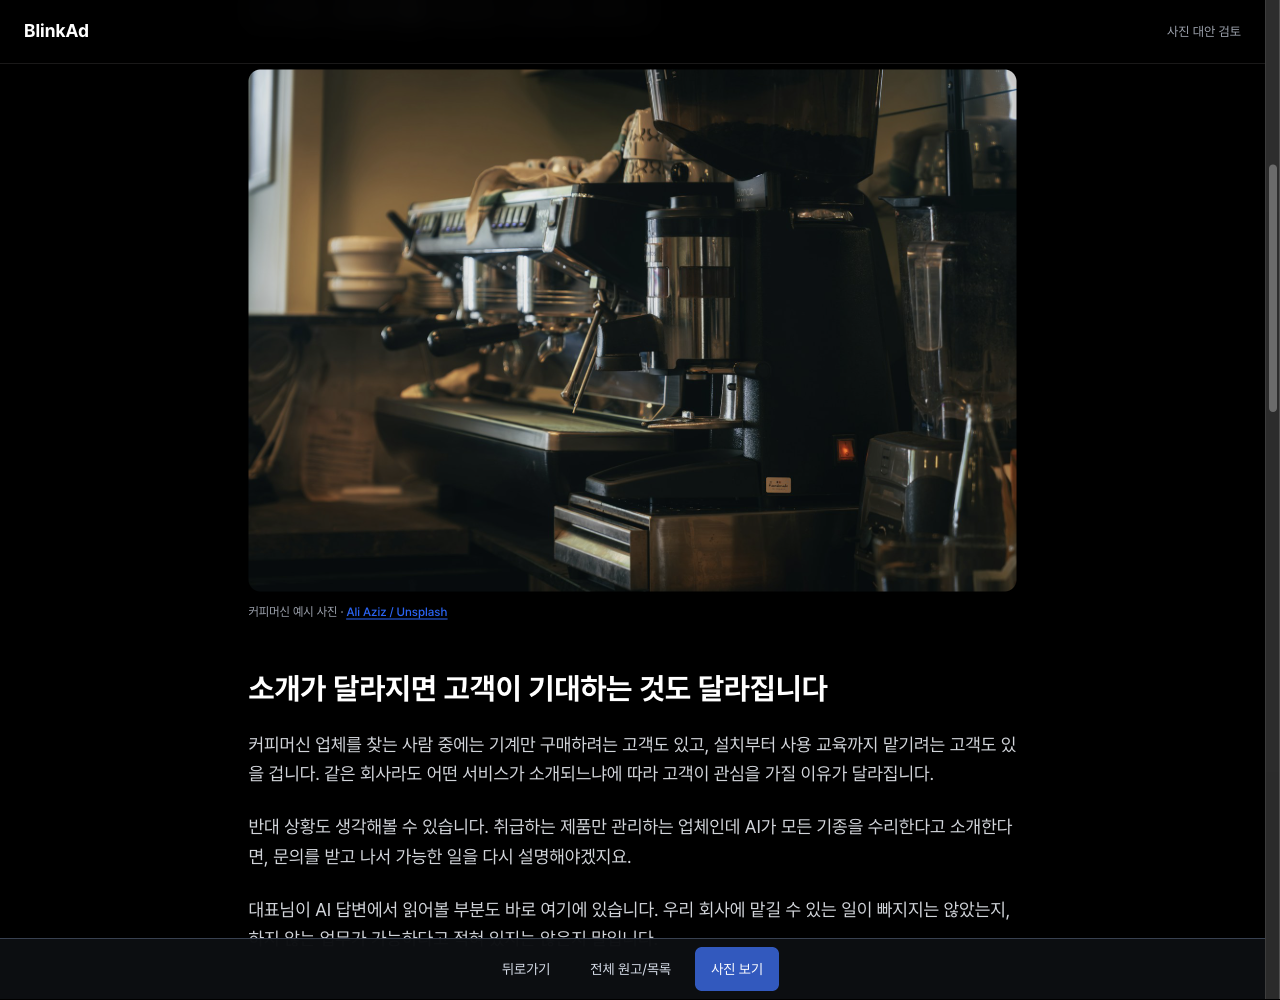 BlinkAd
사진 대안 검토
커피머신 예시 사진 · Ali Aziz / Unsplash
소개가 달라지면 고객이 기대하는 것도 달라집니다
커피머신 업체를 찾는 사람 중에는 기계만 구매하려는 고객도 있고, 설치부터 사용 교육까지 맡기려는 고객도 있
을 겁니다. 같은 회사라도 어떤 서비스가 소개되느냐에 따라 고객이 관심을 가질 이유가 달라집니다.
반대 상황도 생각해볼 수 있습니다. 취급하는 제품만 관리하는 업체인데 AI가 모든 기종을 수리한다고 소개한다
면, 문의를 받고 나서 가능한 일을 다시 설명해야겠지요.
대표님이 AI 답변에서 읽어볼 부분도 바로 여기에 있습니다. 우리 회사에 맡길 수 있는 일이 빠지지는 않았는지,
뒤로가기
전체 원고/목록
사진 보기